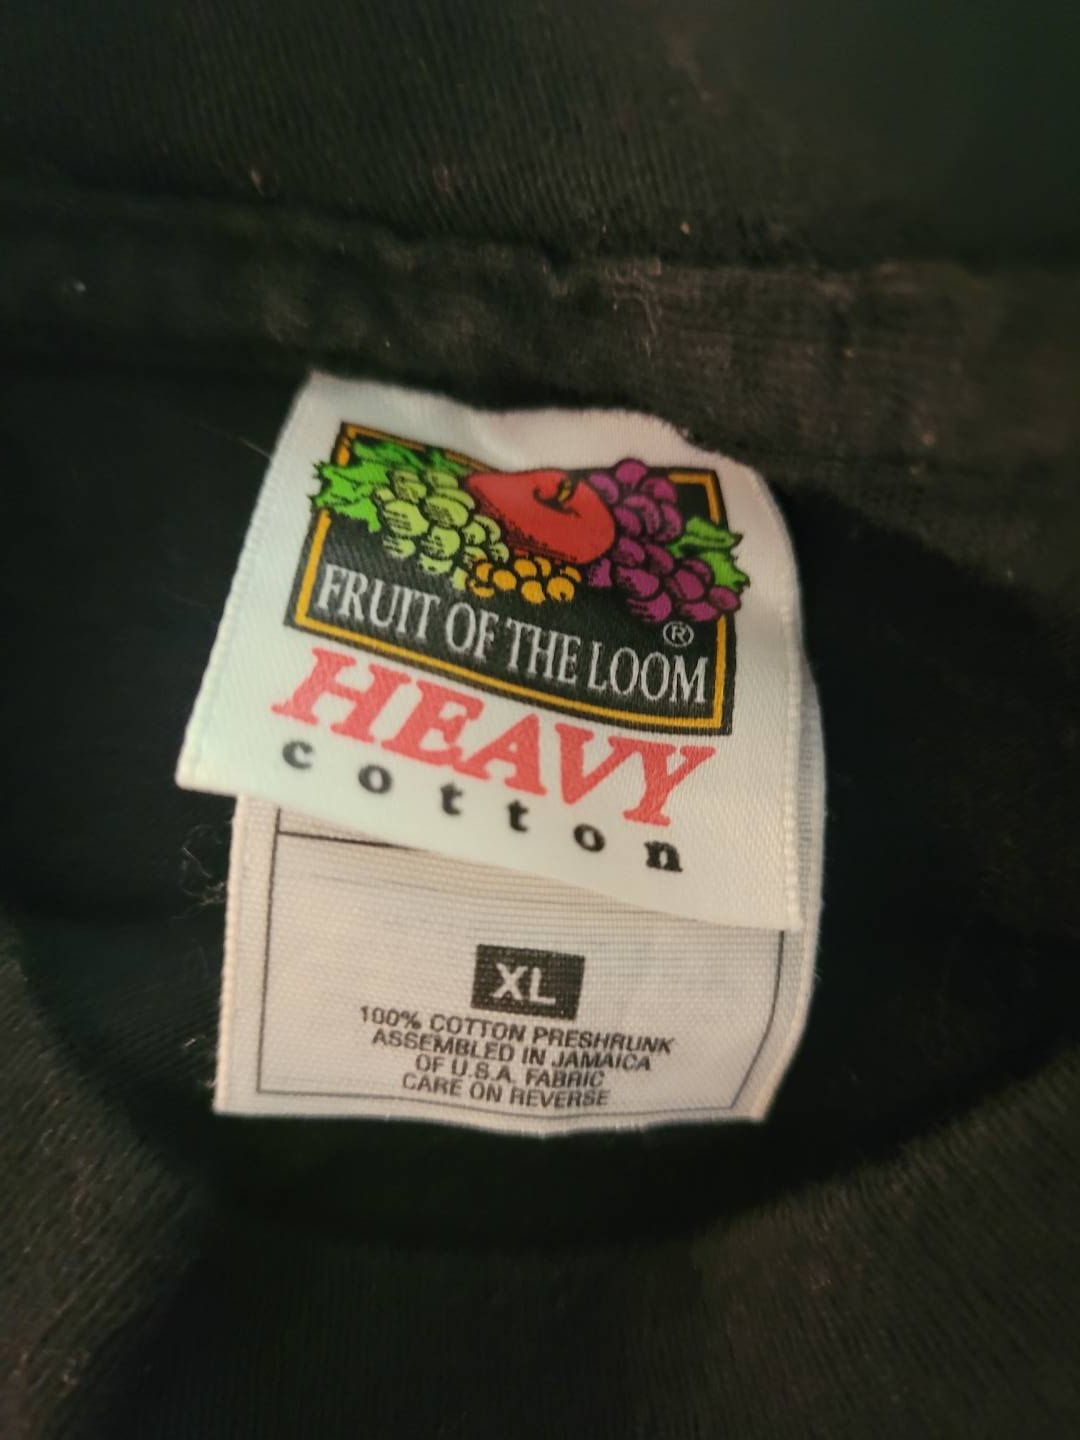 FRUIT OF THE LOOM ®
HEAVY
cotton
XL
100% COTTON PRESHRUNK
ASSEMBLED IN JAMAICA
OF U.S.A. FABRIC
CARE ON REVERSE